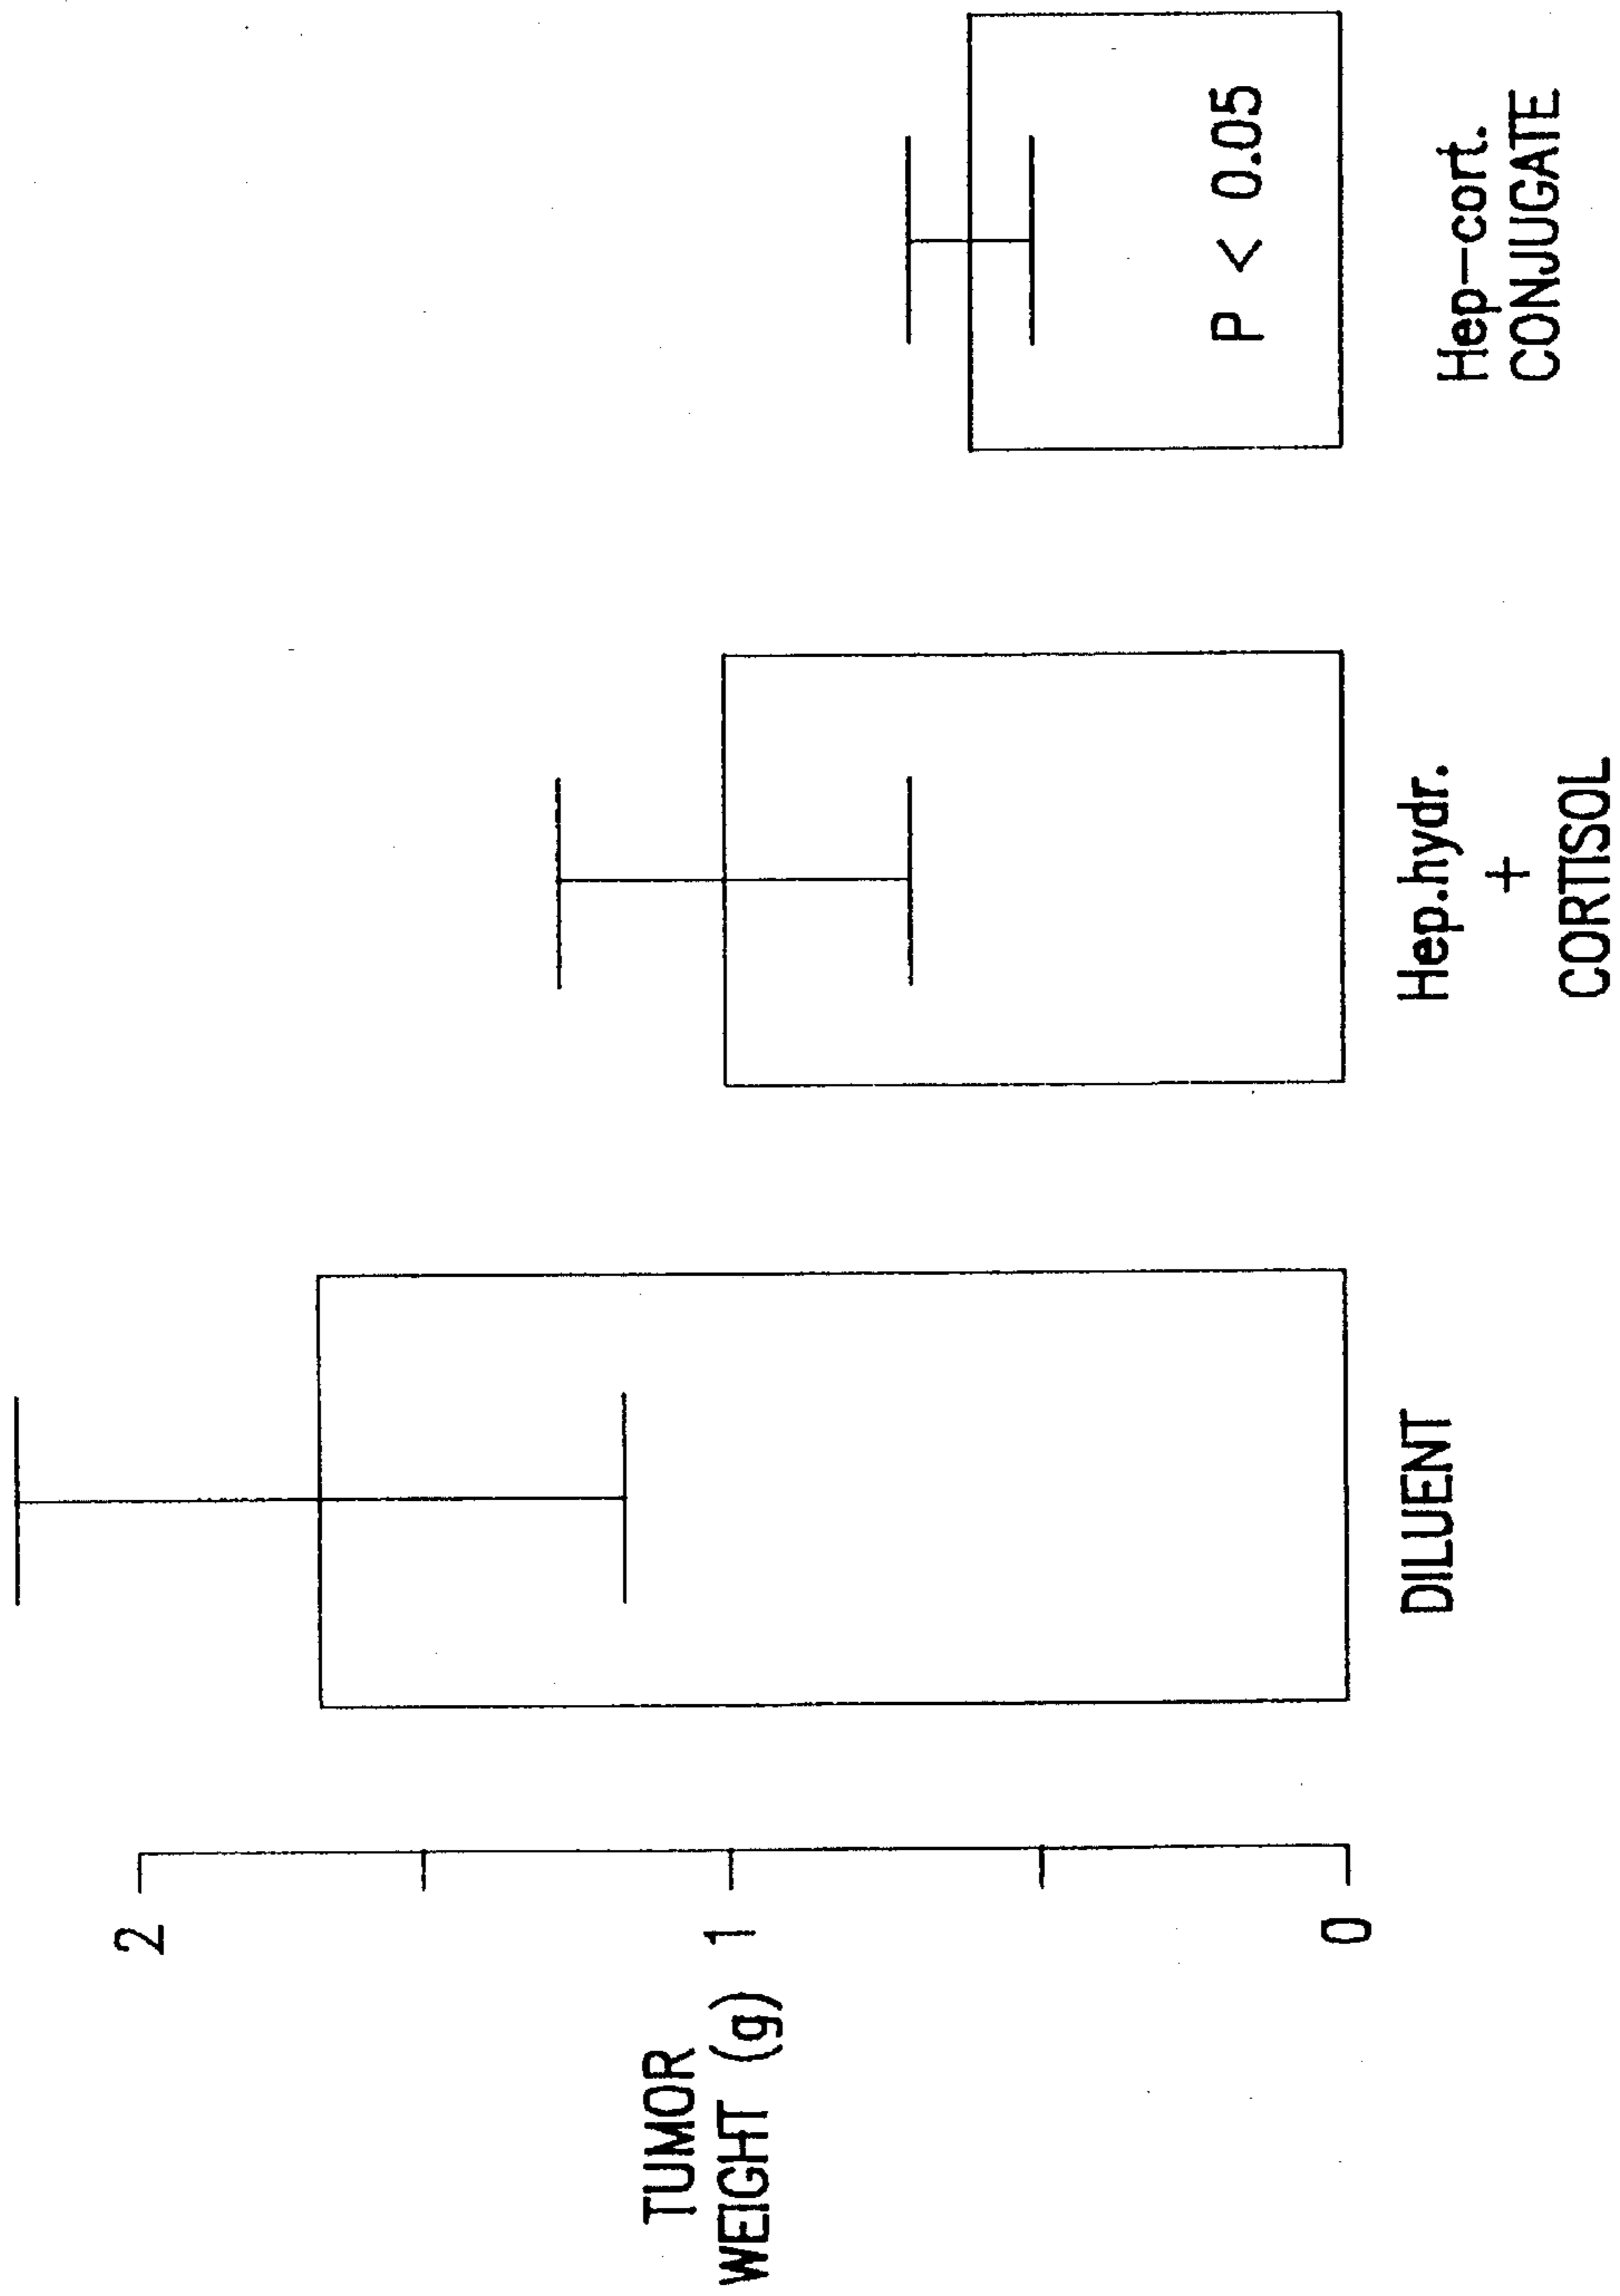 TUMOR
WEIGHT (g)
2
1
0
DILUENT
Hep.hydr.
+
CORTISOL
P < 0.05
Hep-cort.
CONJUGATE